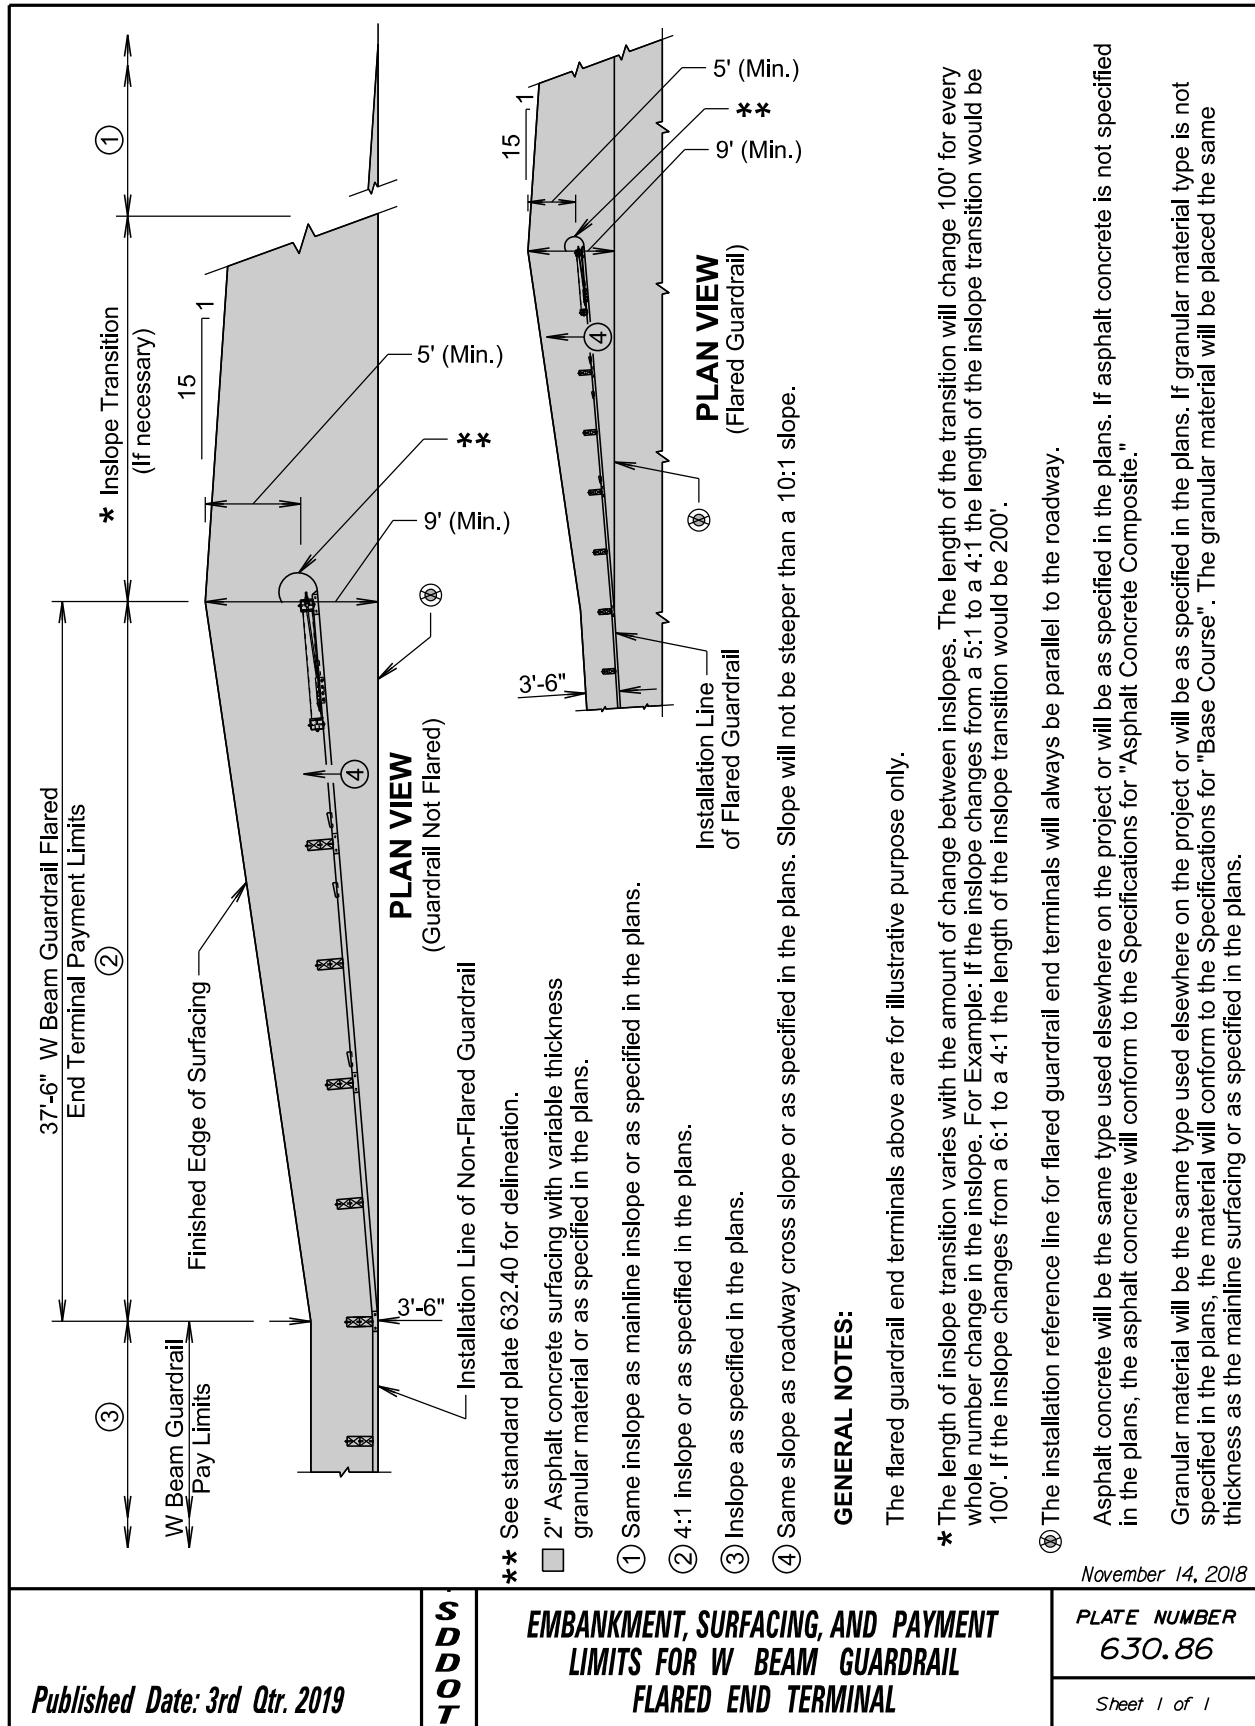 37'-6" W Beam Guardrail Flared
End Terminal Payment Limits
* Inslope Transition
(If necessary)
1
2
3
W Beam Guardrail
Pay Limits
Finished Edge of Surfacing
15
1
5' (Min.)
**
9' (Min.)
4
3'-6"
PLAN VIEW
(Guardrail Not Flared)
Installation Line of Non-Flared Guardrail
15
1
5' (Min.)
**
9' (Min.)
4
3'-6"
PLAN VIEW
(Flared Guardrail)
Installation Line
of Flared Guardrail
** See standard plate 632.40 for delineation.
2" Asphalt concrete surfacing with variable thickness
granular material or as specified in the plans.
1 Same inslope as mainline inslope or as specified in the plans.
2 4:1 inslope or as specified in the plans.
3 Inslope as specified in the plans.
4 Same slope as roadway cross slope or as specified in the plans. Slope will not be steeper than a 10:1 slope.
GENERAL NOTES:
The flared guardrail end terminals above are for illustrative purpose only.
* The length of inslope transition varies with the amount of change between inslopes. The length of the transition will change 100' for every
whole number change in the inslope. For Example: If the inslope changes from a 5:1 to a 4:1 the length of the inslope transition would be
100'. If the inslope changes from a 6:1 to a 4:1 the length of the inslope transition would be 200'.
The installation reference line for flared guardrail end terminals will always be parallel to the roadway.
Asphalt concrete will be the same type used elsewhere on the project or will be as specified in the plans. If asphalt concrete is not specified
in the plans, the asphalt concrete will conform to the Specifications for "Asphalt Concrete Composite."
Granular material will be the same type used elsewhere on the project or will be as specified in the plans. If granular material type is not
specified in the plans, the material will conform to the Specifications for "Base Course". The granular material will be placed the same
thickness as the mainline surfacing or as specified in the plans.
November 14, 2018
Published Date: 3rd Qtr. 2019
SDDOT
EMBANKMENT, SURFACING, AND PAYMENT
LIMITS FOR W BEAM GUARDRAIL
FLARED END TERMINAL
PLATE NUMBER
630.86
Sheet 1 of 1